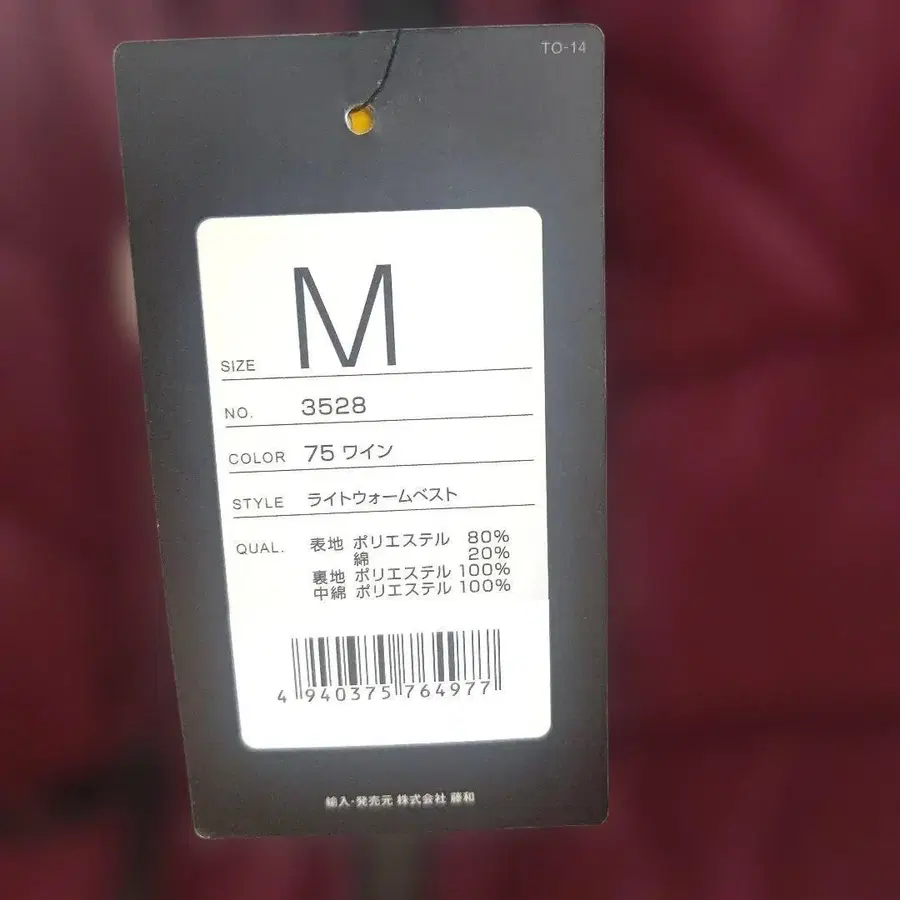 TO-14
SIZE M
NO. 3528
COLOR 75 ワイン
STYLE ライトウォームベスト
QUAL. 表地 ポリエステル 80%
綿 20%
裏地 ポリエステル 100%
中綿 ポリエステル 100%
4 940375 764977
輸入・発売元 株式会社 藤和